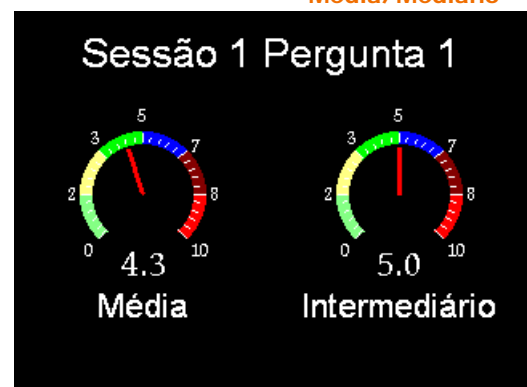 Média/Mediário
Sessão 1 Pergunta 1
0 2 3 5 7 8 10
0 2 3 5 7 8 10
4.3 5.0
Média Intermediário